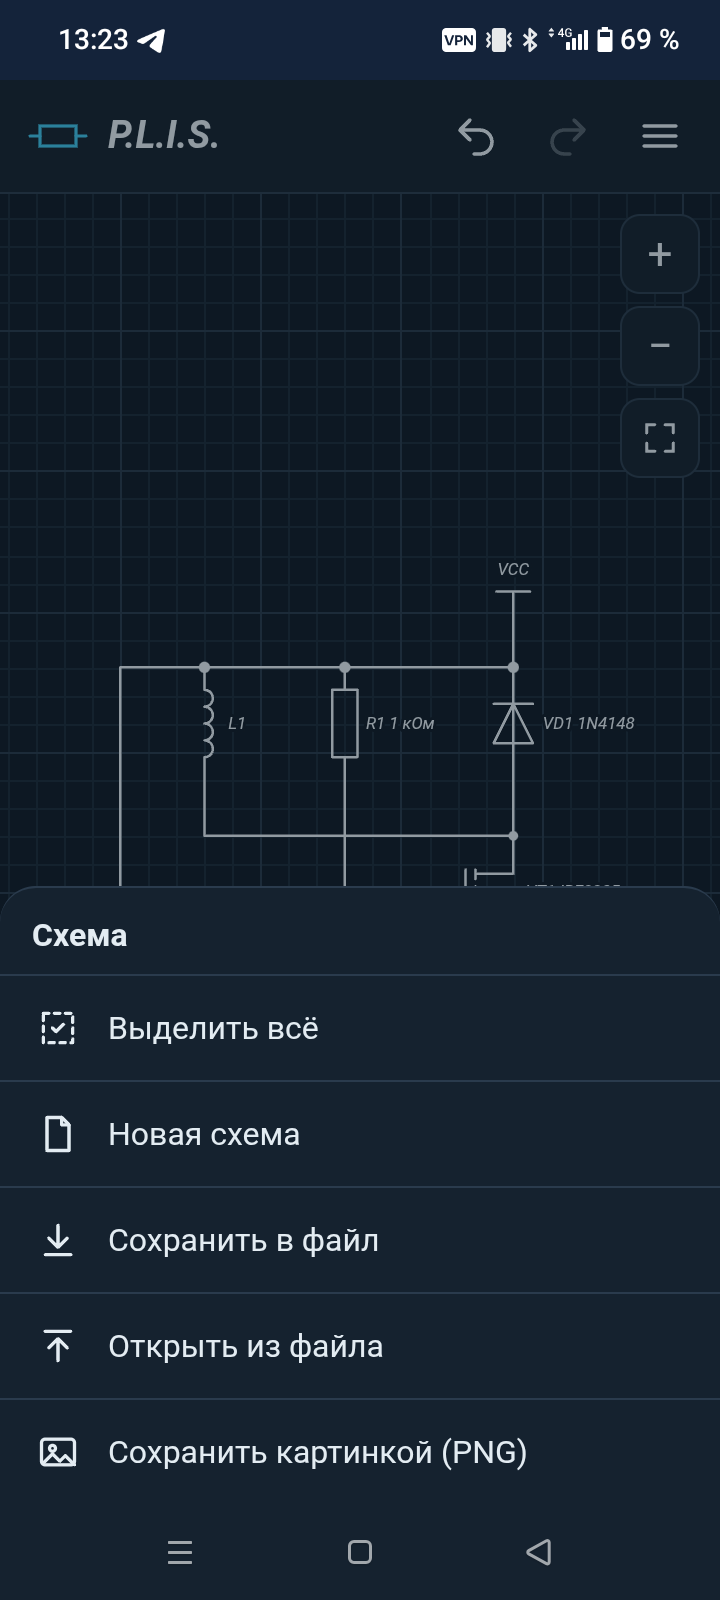 13:23
VPN
4G
69 %
P.L.I.S.
VCC
L1
R1 1 кОм
VD1 1N4148
Схема
Выделить всё
Новая схема
Сохранить в файл
Открыть из файла
Сохранить картинкой (PNG)